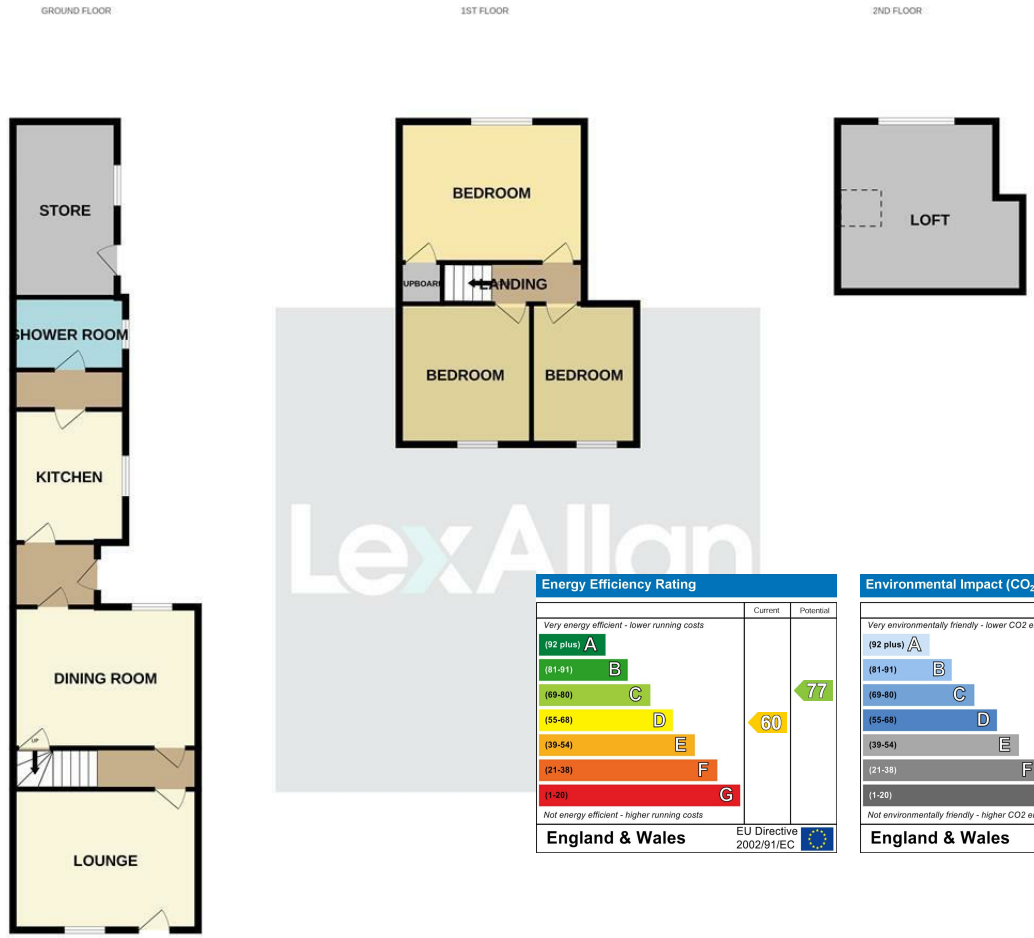 GROUND FLOOR
1ST FLOOR
2ND FLOOR
STORE
SHOWER ROOM
KITCHEN
DINING ROOM
UP
LOUNGE
BEDROOM
UPBOAR
LANDING
BEDROOM
BEDROOM
LOFT
LexAllan
Energy Efficiency Rating
Current
Potential
Very energy efficient - lower running costs
(92 plus) A
(81-91) B
(69-80) C
77
(55-68) D
60
(39-54) E
(21-38) F
(1-20) G
Not energy efficient - higher running costs
England & Wales
EU Directive
2002/91/EC
Environmental Impact (CO2
Very environmentally friendly - lower CO2 e
(92 plus) A
(81-91) B
(69-80) C
(55-68) D
(39-54) E
(21-38) F
(1-20)
Not environmentally friendly - higher CO2 e
England & Wales